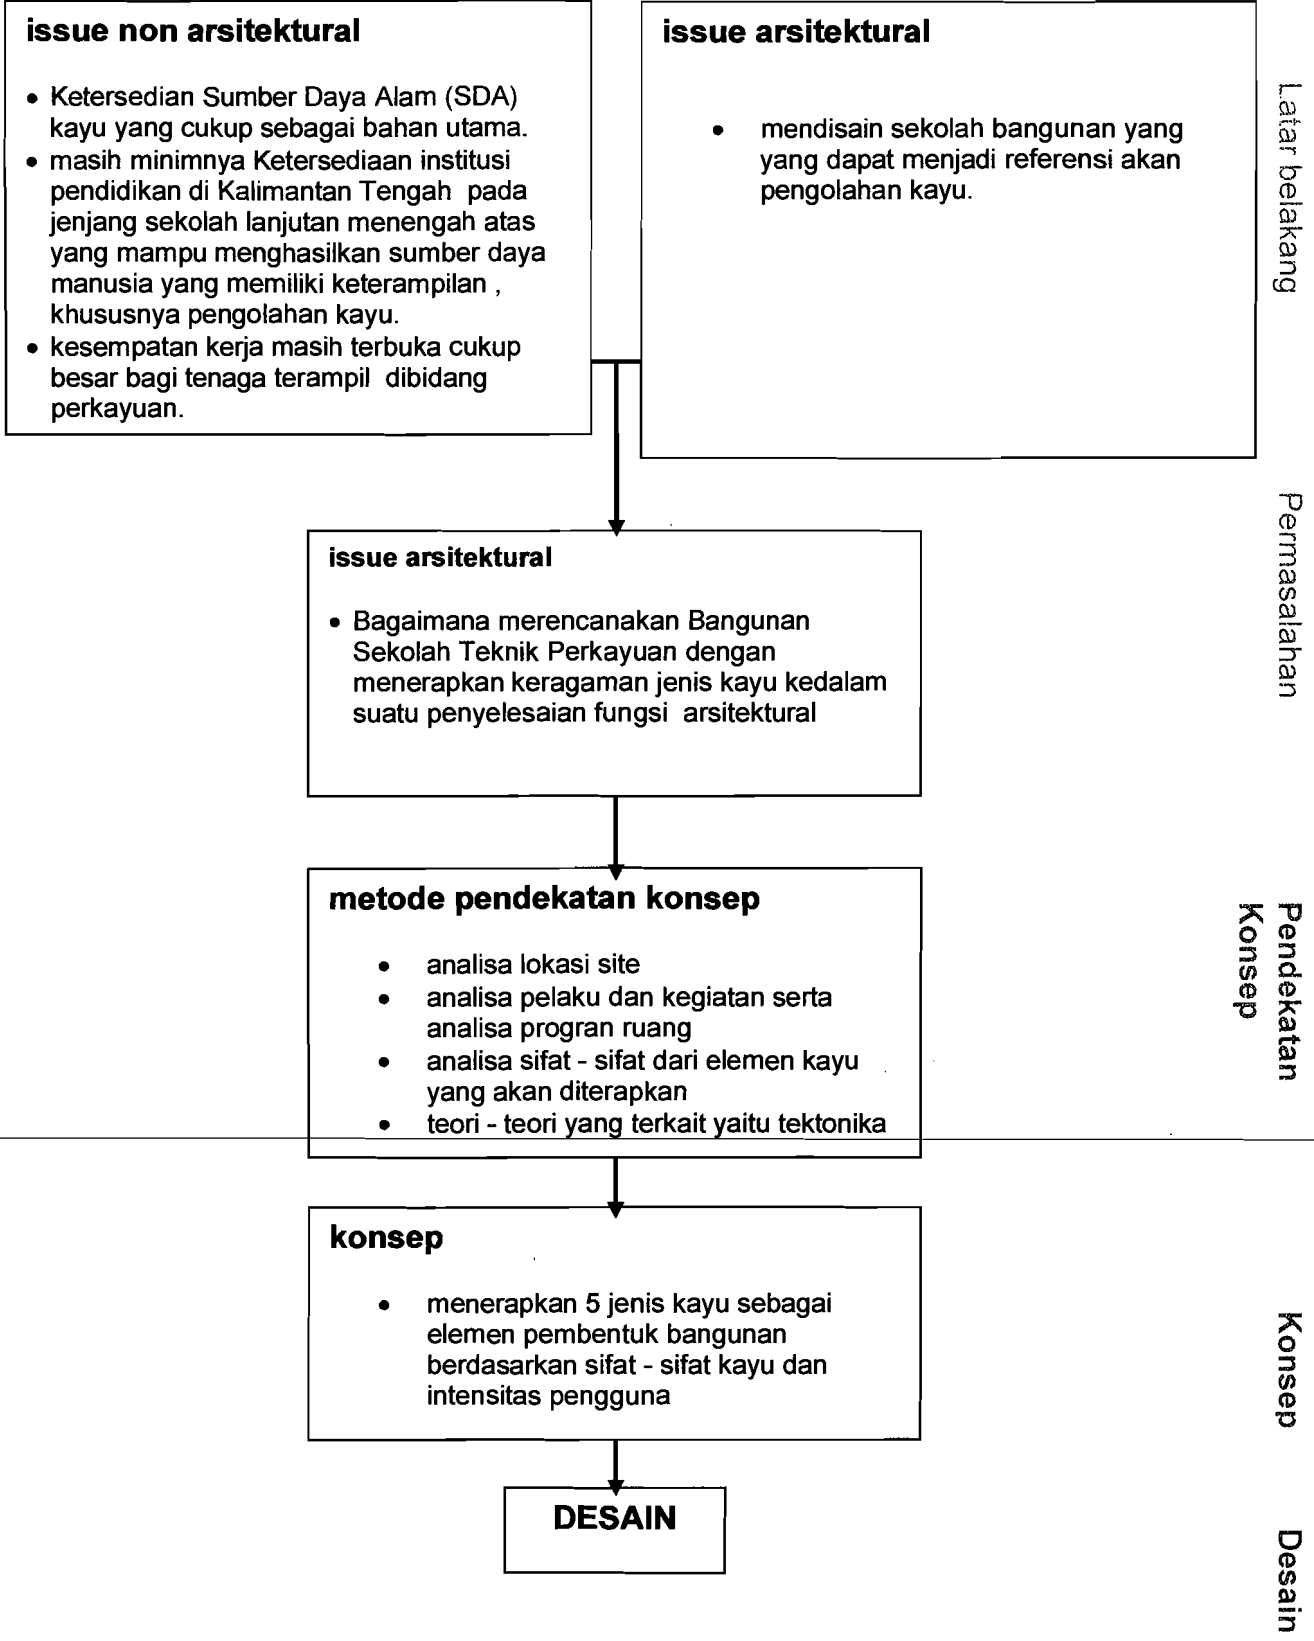 issue non arsitektural
• Ketersedian Sumber Daya Alam (SDA)
kayu yang cukup sebagai bahan utama.
• masih minimnya Ketersediaan institusi
pendidikan di Kalimantan Tengah pada
jenjang sekolah lanjutan menengah atas
yang mampu menghasilkan sumber daya
manusia yang memiliki keterampilan ,
khususnya pengolahan kayu.
• kesempatan kerja masih terbuka cukup
besar bagi tenaga terampil dibidang
perkayuan.
issue arsitektural
• mendisain sekolah bangunan yang
yang dapat menjadi referensi akan
pengolahan kayu.
Latar belakang
issue arsitektural
• Bagaimana merencanakan Bangunan
Sekolah Teknik Perkayuan dengan
menerapkan keragaman jenis kayu kedalam
suatu penyelesaian fungsi arsitektural
Permasalahan
metode pendekatan konsep
• analisa lokasi site
• analisa pelaku dan kegiatan serta
analisa progran ruang
• analisa sifat - sifat dari elemen kayu
yang akan diterapkan
• teori - teori yang terkait yaitu tektonika
Pendekatan
Konsep
konsep
• menerapkan 5 jenis kayu sebagai
elemen pembentuk bangunan
berdasarkan sifat - sifat kayu dan
intensitas pengguna
Konsep
DESAIN
Desain